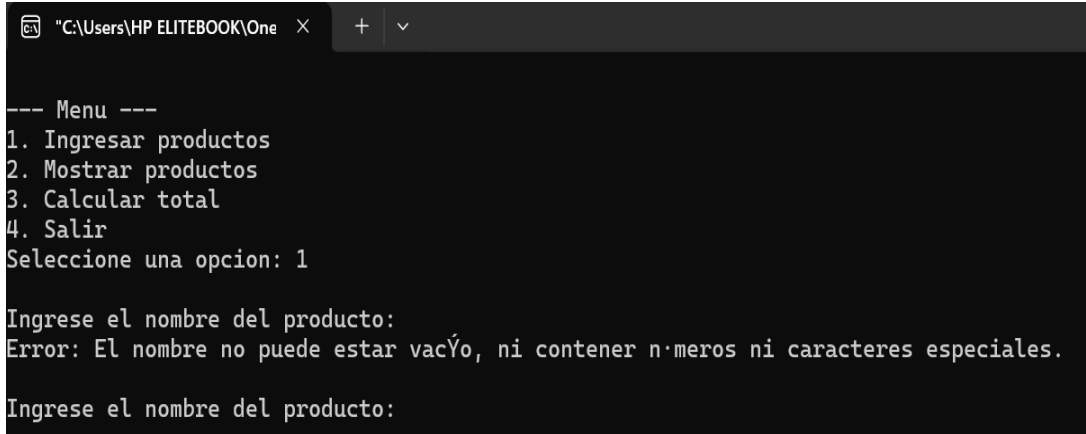 "C:\Users\HP ELITEBOOK\One
--- Menu ---
1. Ingresar productos
2. Mostrar productos
3. Calcular total
4. Salir
Seleccione una opcion: 1
Ingrese el nombre del producto:
Error: El nombre no puede estar vacÝo, ni contener n·meros ni caracteres especiales.
Ingrese el nombre del producto: